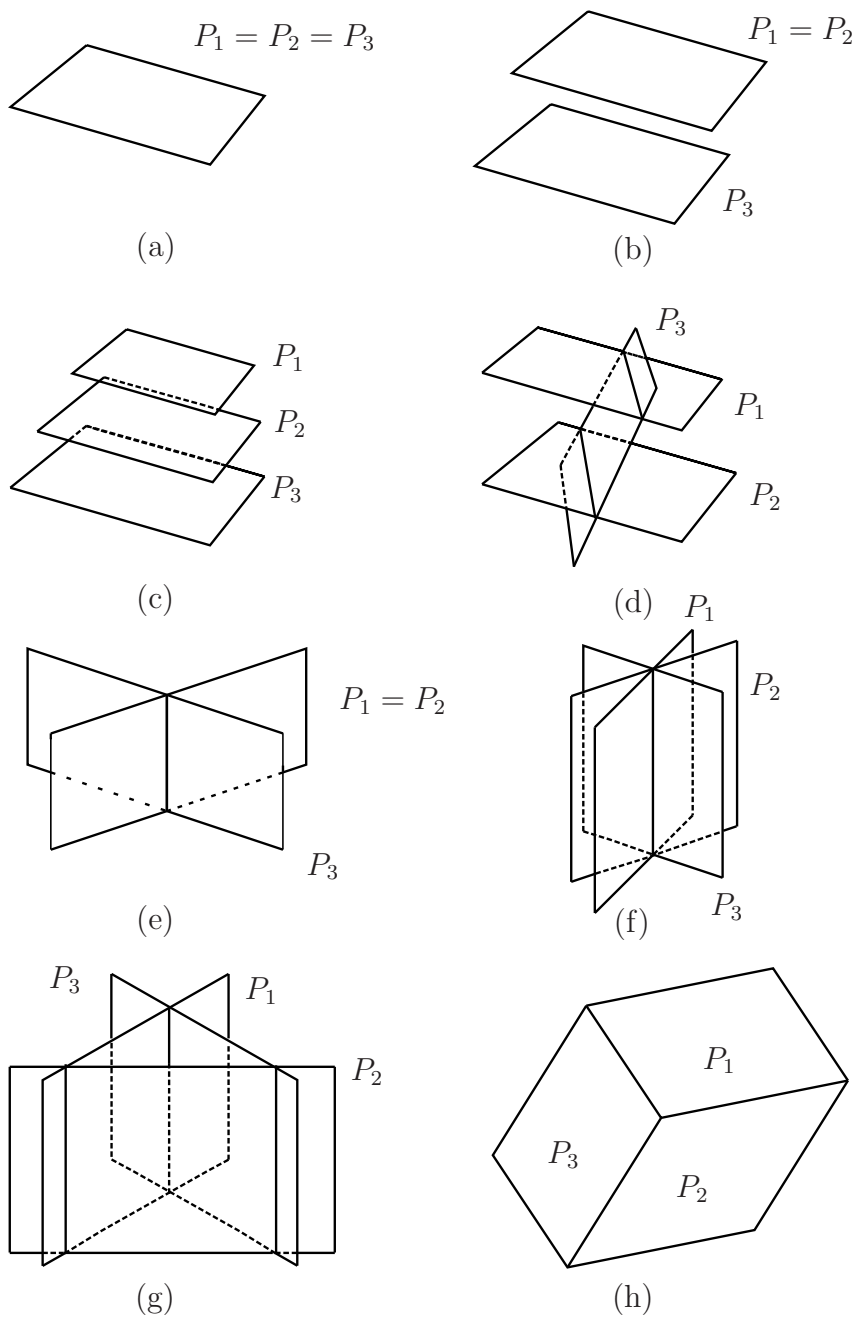 P₁ = P₂ = P₃
(a)
P₁ = P₂
P₃
(b)
P₁
P₂
P₃
(c)
P₃
P₁
P₂
(d)
P₁ = P₂
P₃
(e)
P₁
P₂
P₃
(f)
P₃
P₁
P₂
(g)
P₁
P₃
P₂
(h)